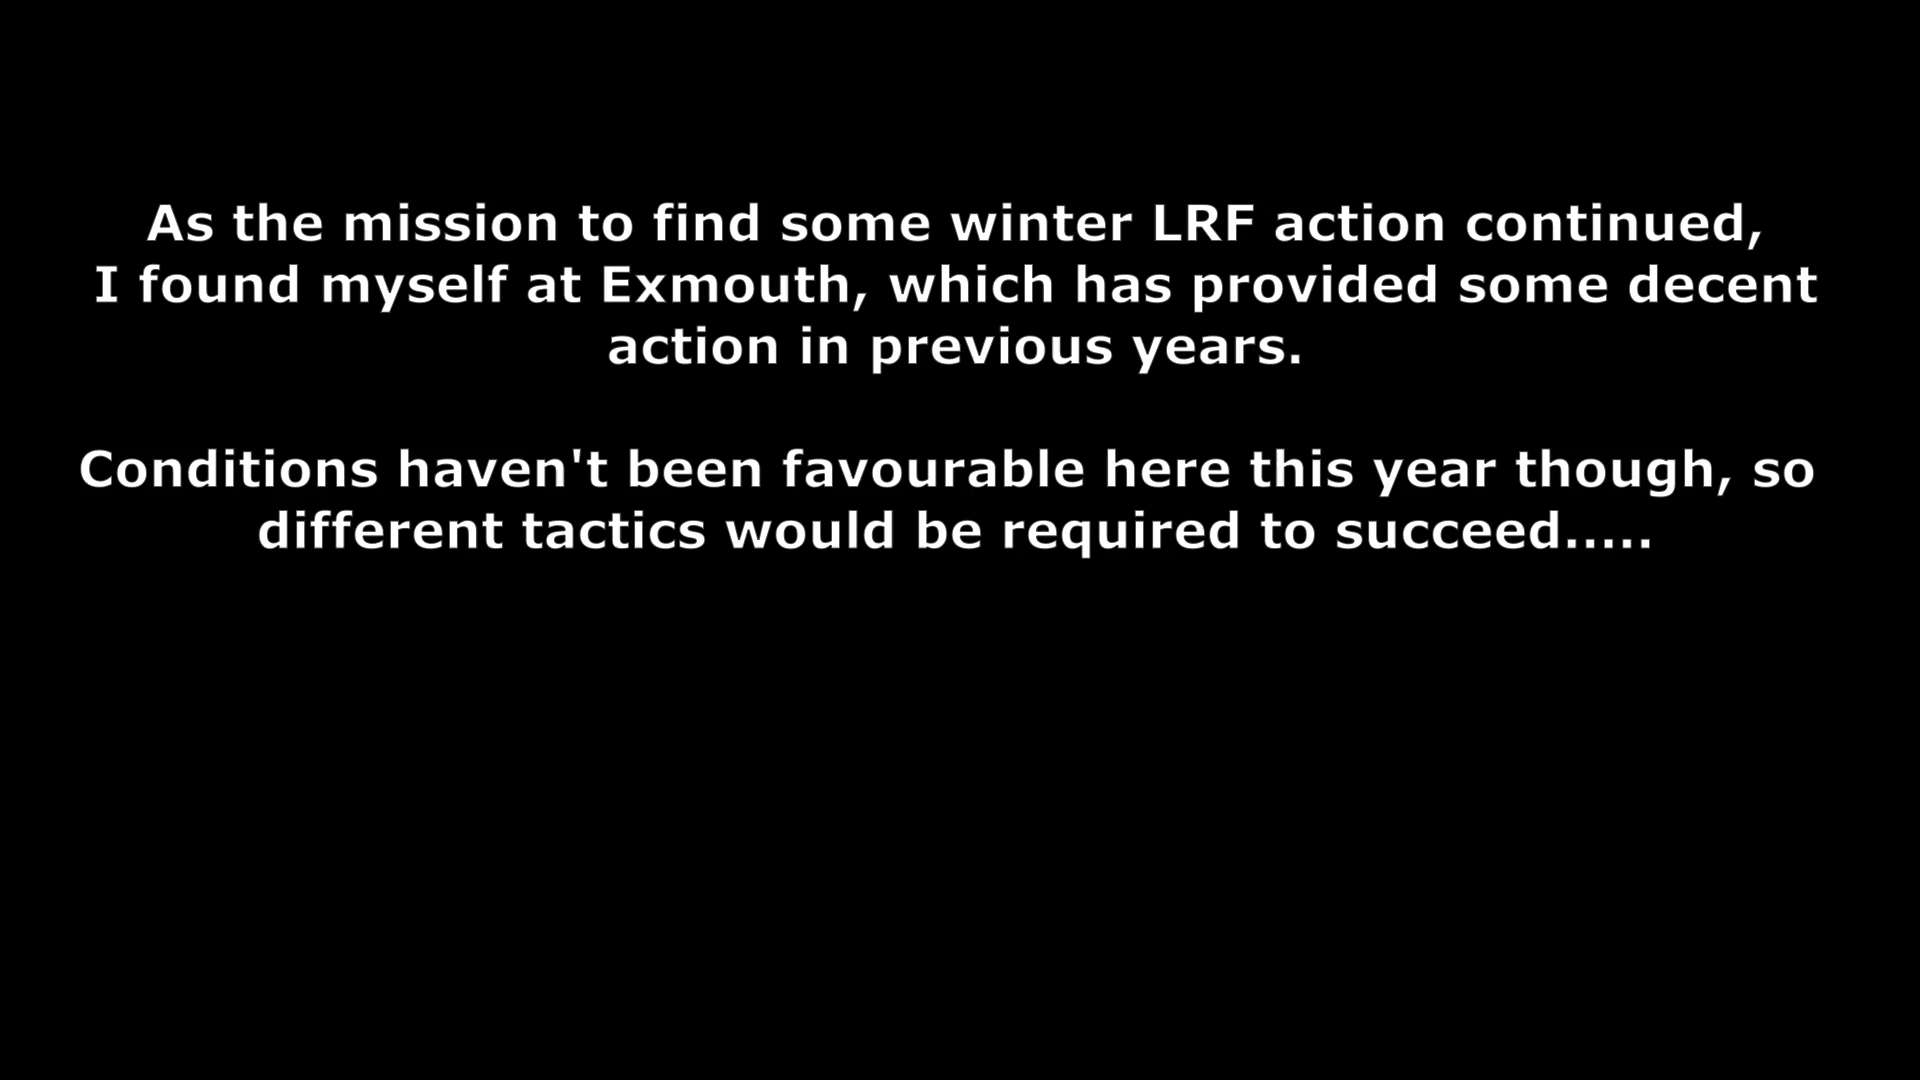 As the mission to find some winter LRF action continued,
I found myself at Exmouth, which has provided some decent
action in previous years.
Conditions haven't been favourable here this year though, so
different tactics would be required to succeed.....